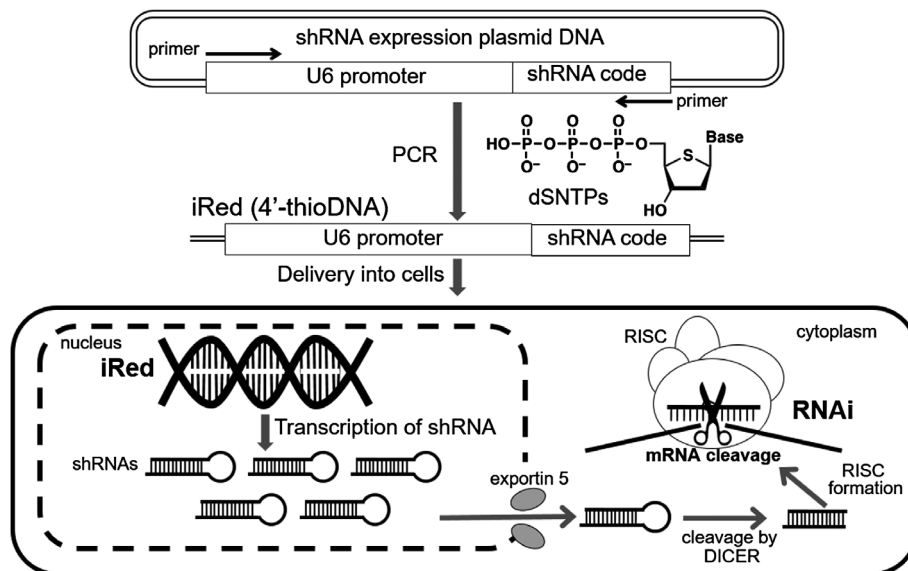 shRNA expression plasmid DNA
primer
U6 promoter
shRNA code
primer
PCR
HO-P-O-P-O-P-O
O O O
O⁻ O⁻ O⁻
S
Base
HO
dSNTPs
iRed (4'-thioDNA)
U6 promoter
shRNA code
Delivery into cells
nucleus
iRed
Transcription of shRNA
shRNAs
exportin 5
cleavage by
DICER
RISC
formation
RISC
cytoplasm
RNAi
mRNA cleavage